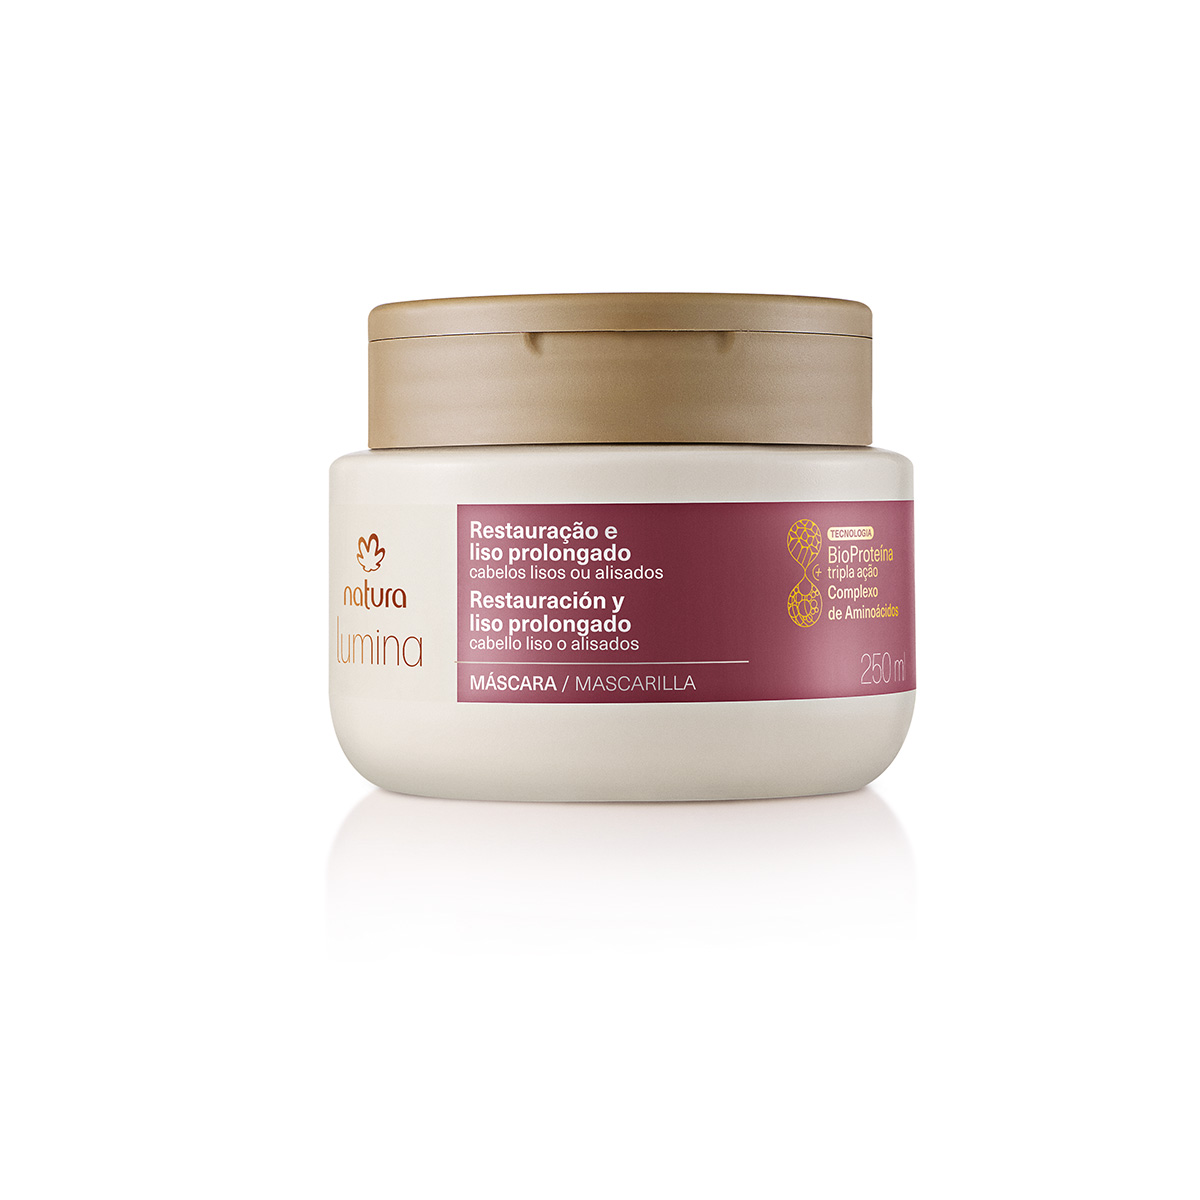 natura
lumina
Restauração e
liso prolongado
cabelos lisos ou alisados
Restauración y
liso prolongado
cabello liso o alisados
MÁSCARA / MASCARILLA
TECNOLOGIA
BioProteína
tripla ação
+
Complexo
de Aminoácidos
250 ml